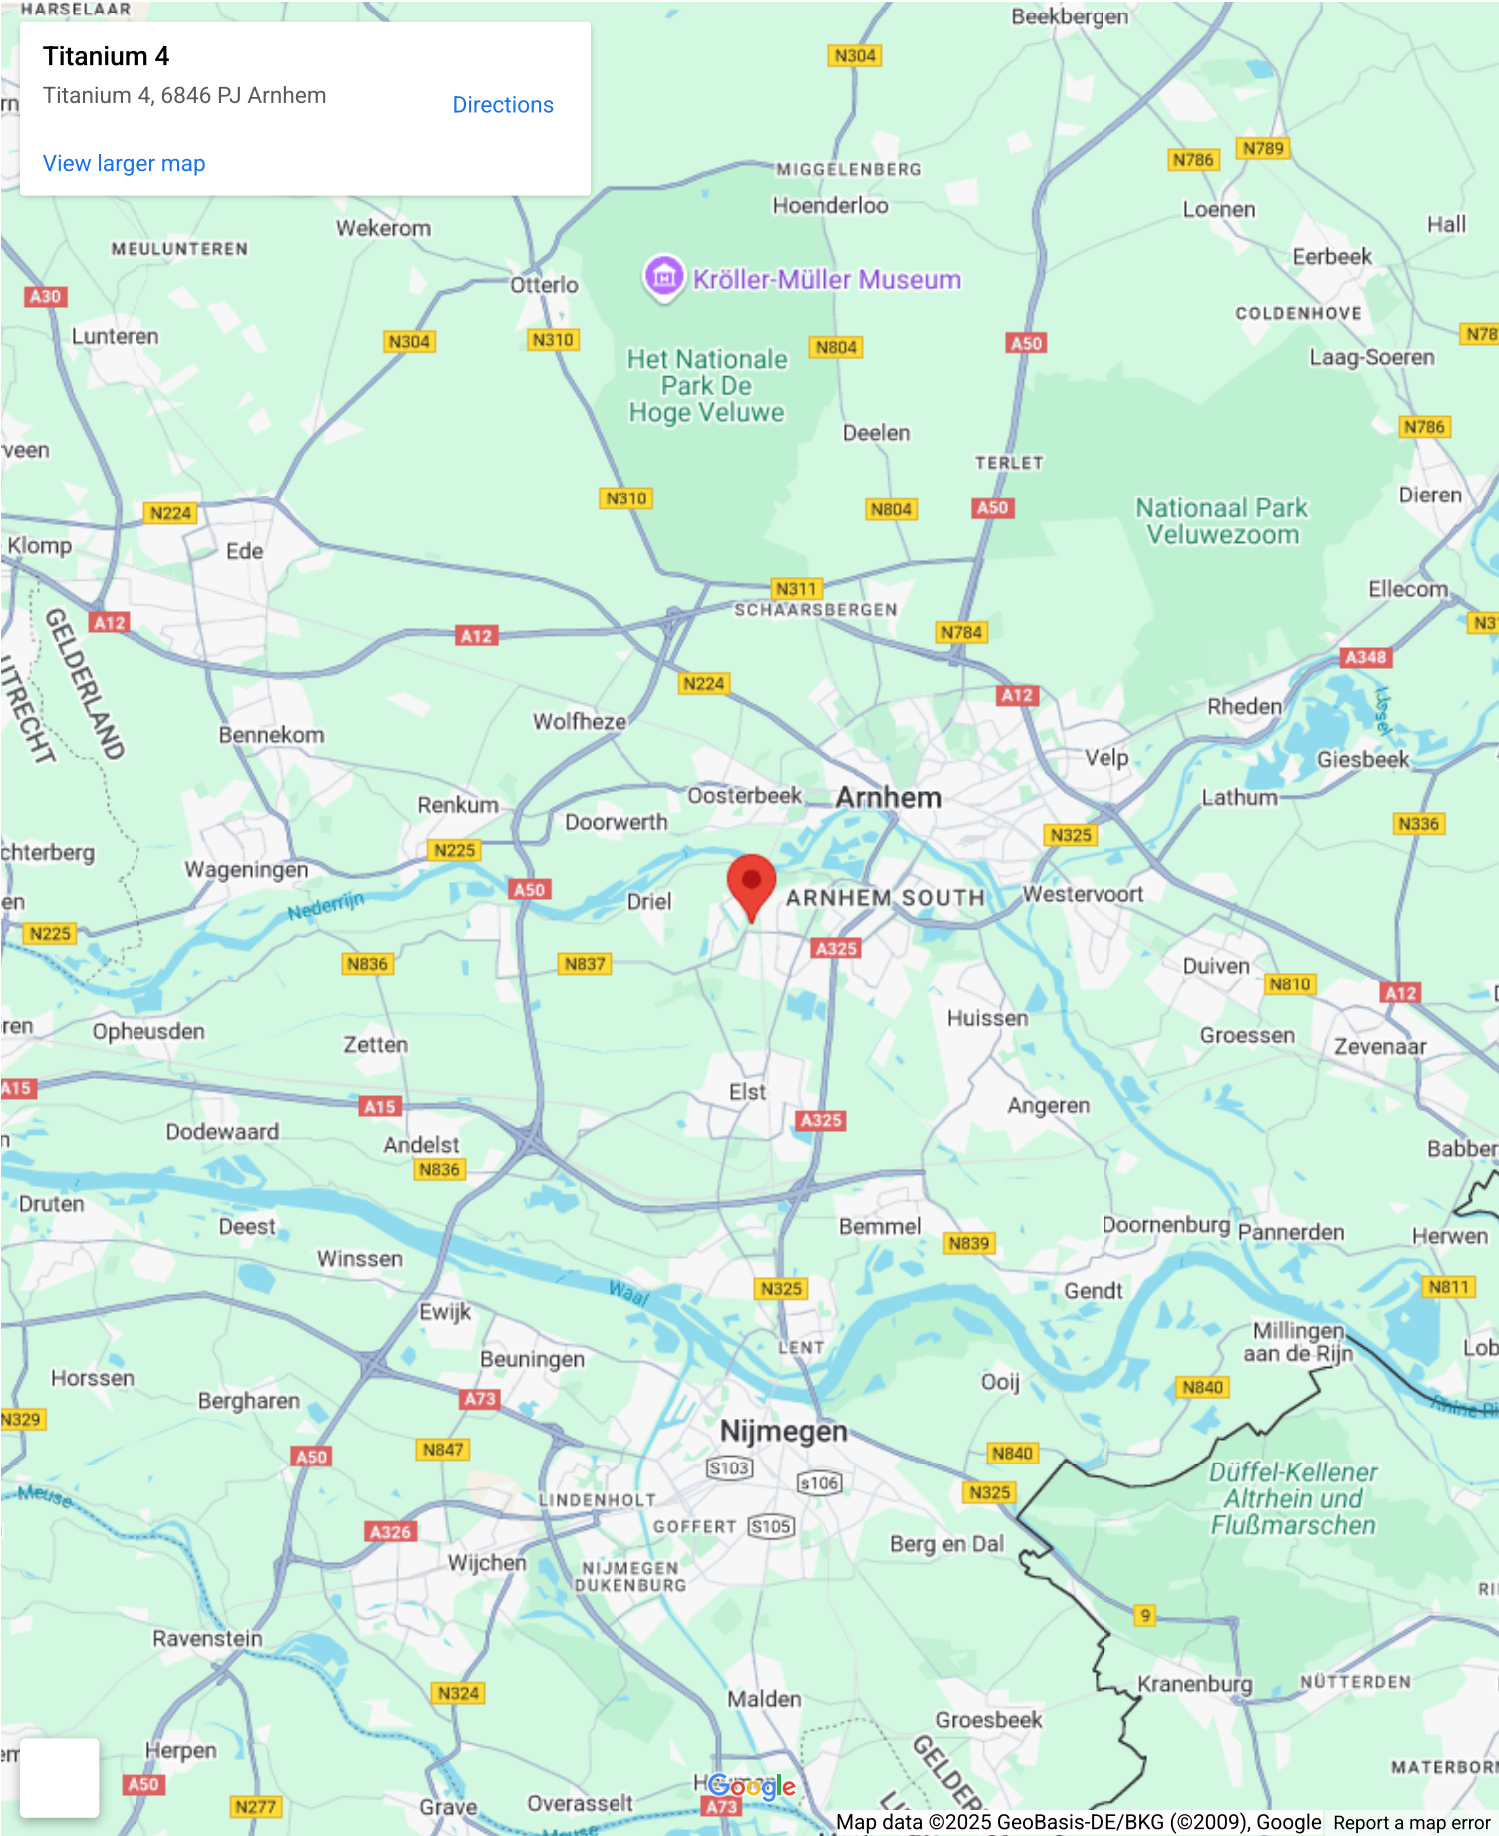 HARSELAAR
Beekbergen
Titanium 4
Titanium 4, 6846 PJ Arnhem
Directions
View larger map
N304
N789
N786
MIGGELENBERG
Hoenderloo
Loenen
Hall
Wekerom
MEULUNTEREN
Eerbeek
Otterlo
Kröller-Müller Museum
A30
COLDENHOVE
Lunteren
N304
N310
N804
A50
N78
Het Nationale
Park De
Hoge Veluwe
Laag-Soeren
Deelen
N786
veen
TERLET
N310
Dieren
N224
N804
A50
Nationaal Park
Veluwezoom
Klomp
Ede
N311
Ellecom
SCHAARSBERGEN
A12
A12
N784
N31
GELDERLAND
UTRECHT
A348
N224
A12
IJssel
Rheden
Wolfheze
Bennekom
Velp
Giesbeek
Oosterbeek
Arnhem
Lathum
Renkum
Doorwerth
N325
N336
chterberg
N225
Wageningen
A50
Driel
ARNHEM SOUTH
Westervoort
en
Nederrijn
N225
A325
N836
N837
Duiven
N810
A12
ren
Opheusden
Huissen
Zetten
Groessen
Zevenaar
A15
Elst
A15
Angeren
A325
Dodewaard
Andelst
Babber
N836
Druten
Deest
Bemmel
Doornenburg
Pannerden
Herwen
N839
Winssen
Waal
N325
Gendt
N811
Ewijk
Millingen
aan de Rijn
LENT
Lob
Beuningen
Horssen
Ooij
Bergharen
A73
N840
N329
Nijmegen
N847
A50
N840
S103
s106
Düffel-Kellener
Altrhein und
Flußmarschen
Meuse
N325
LINDENHOLT
A326
GOFFERT
S105
Berg en Dal
Wijchen
NIJMEGEN
DUKENBURG
9
Ravenstein
Kranenburg
NÜTTERDEN
N324
Malden
Groesbeek
Herpen
MATERBORN
A50
Google
N277
Grave
Overasselt
A73
Meuse
Map data ©2025 GeoBasis-DE/BKG (©2009), Google
Report a map error